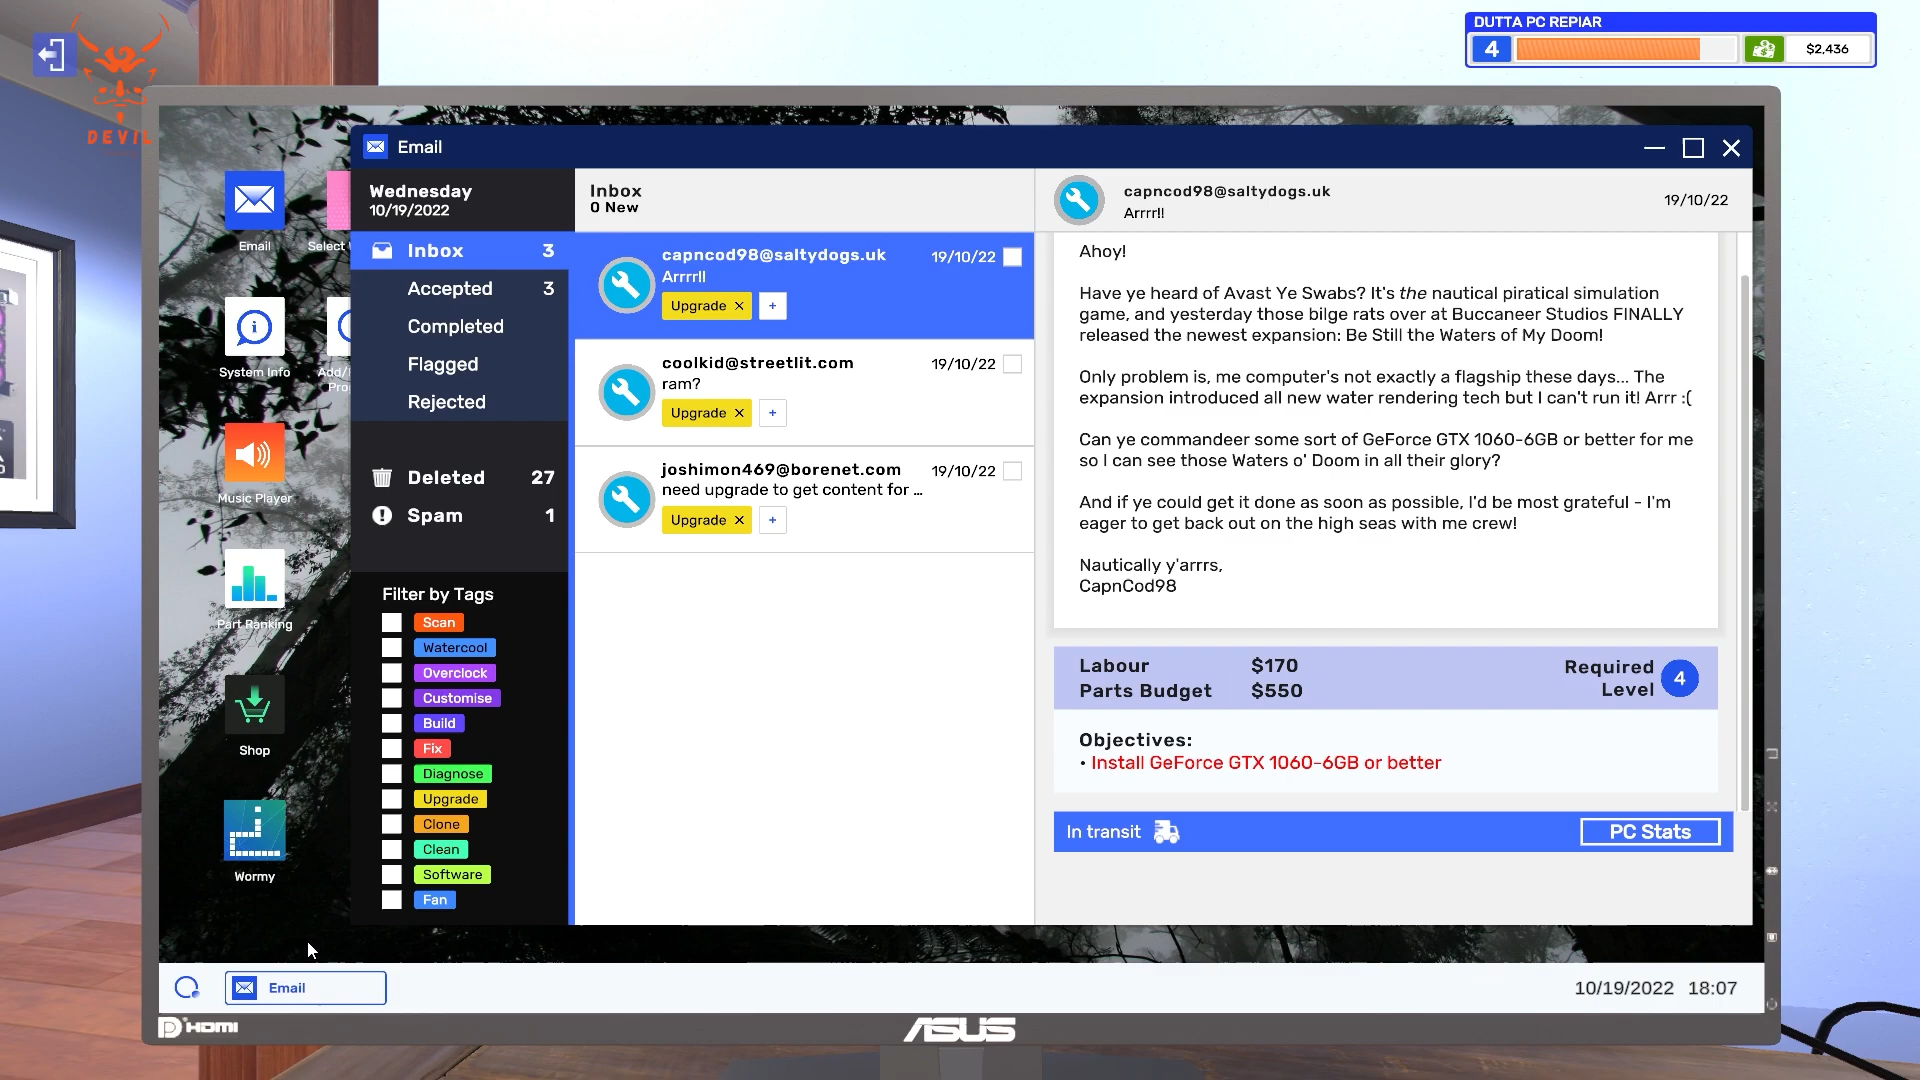 DUTTA PC REPIAR
4
$2,436
DEVIL
Email
Wednesday
10/19/2022
Inbox
0 New
capncod98@saltydogs.uk
Arrrr!!
19/10/22
Inbox 3
Accepted 3
Completed
Flagged
Rejected
Deleted 27
Spam 1
Filter by Tags
Scan
Watercool
Overclock
Customise
Build
Fix
Diagnose
Upgrade
Clone
Clean
Software
Fan
capncod98@saltydogs.uk 19/10/22
Arrrr!!
Upgrade × +
coolkid@streetlit.com 19/10/22
ram?
Upgrade × +
joshimon469@borenet.com 19/10/22
need upgrade to get content for ...
Upgrade × +
Ahoy!
Have ye heard of Avast Ye Swabs? It's the nautical piratical simulation
game, and yesterday those bilge rats over at Buccaneer Studios FINALLY
released the newest expansion: Be Still the Waters of My Doom!
Only problem is, me computer's not exactly a flagship these days... The
expansion introduced all new water rendering tech but I can't run it! Arrr :(
Can ye commandeer some sort of GeForce GTX 1060-6GB or better for me
so I can see those Waters o' Doom in all their glory?
And if ye could get it done as soon as possible, I'd be most grateful - I'm
eager to get back out on the high seas with me crew!
Nautically y'arrrs,
CapnCod98
Labour $170
Parts Budget $550
Required
Level 4
Objectives:
• Install GeForce GTX 1060-6GB or better
In transit
PC Stats
Email
Select
System Info
Add/
Pro
Music Player
Part Ranking
Shop
Wormy
Email
10/19/2022 18:07
HDMI
ASUS